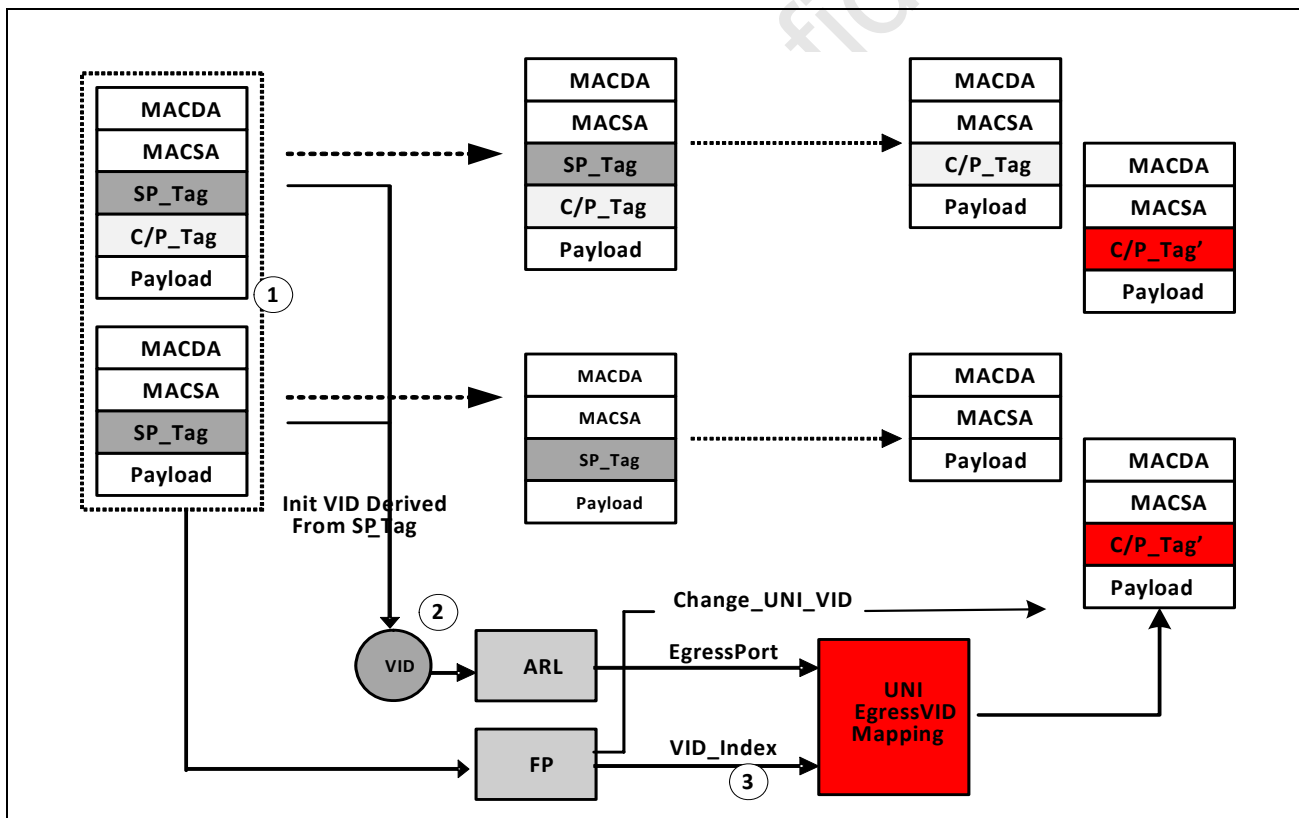 MACDA
MACSA
SP_Tag
C/P_Tag
Payload
1
MACDA
MACSA
SP_Tag
Payload
MACDA
MACSA
SP_Tag
C/P_Tag
Payload
MACDA
MACSA
C/P_Tag
Payload
MACDA
MACSA
C/P_Tag’
Payload
MACDA
MACSA
SP_Tag
Payload
MACDA
MACSA
Payload
MACDA
MACSA
C/P_Tag’
Payload
Init VID Derived
From SP_Tag
2
VID
ARL
FP
Change_UNI_VID
EgressPort
VID_Index
3
UNI
EgressVID
Mapping